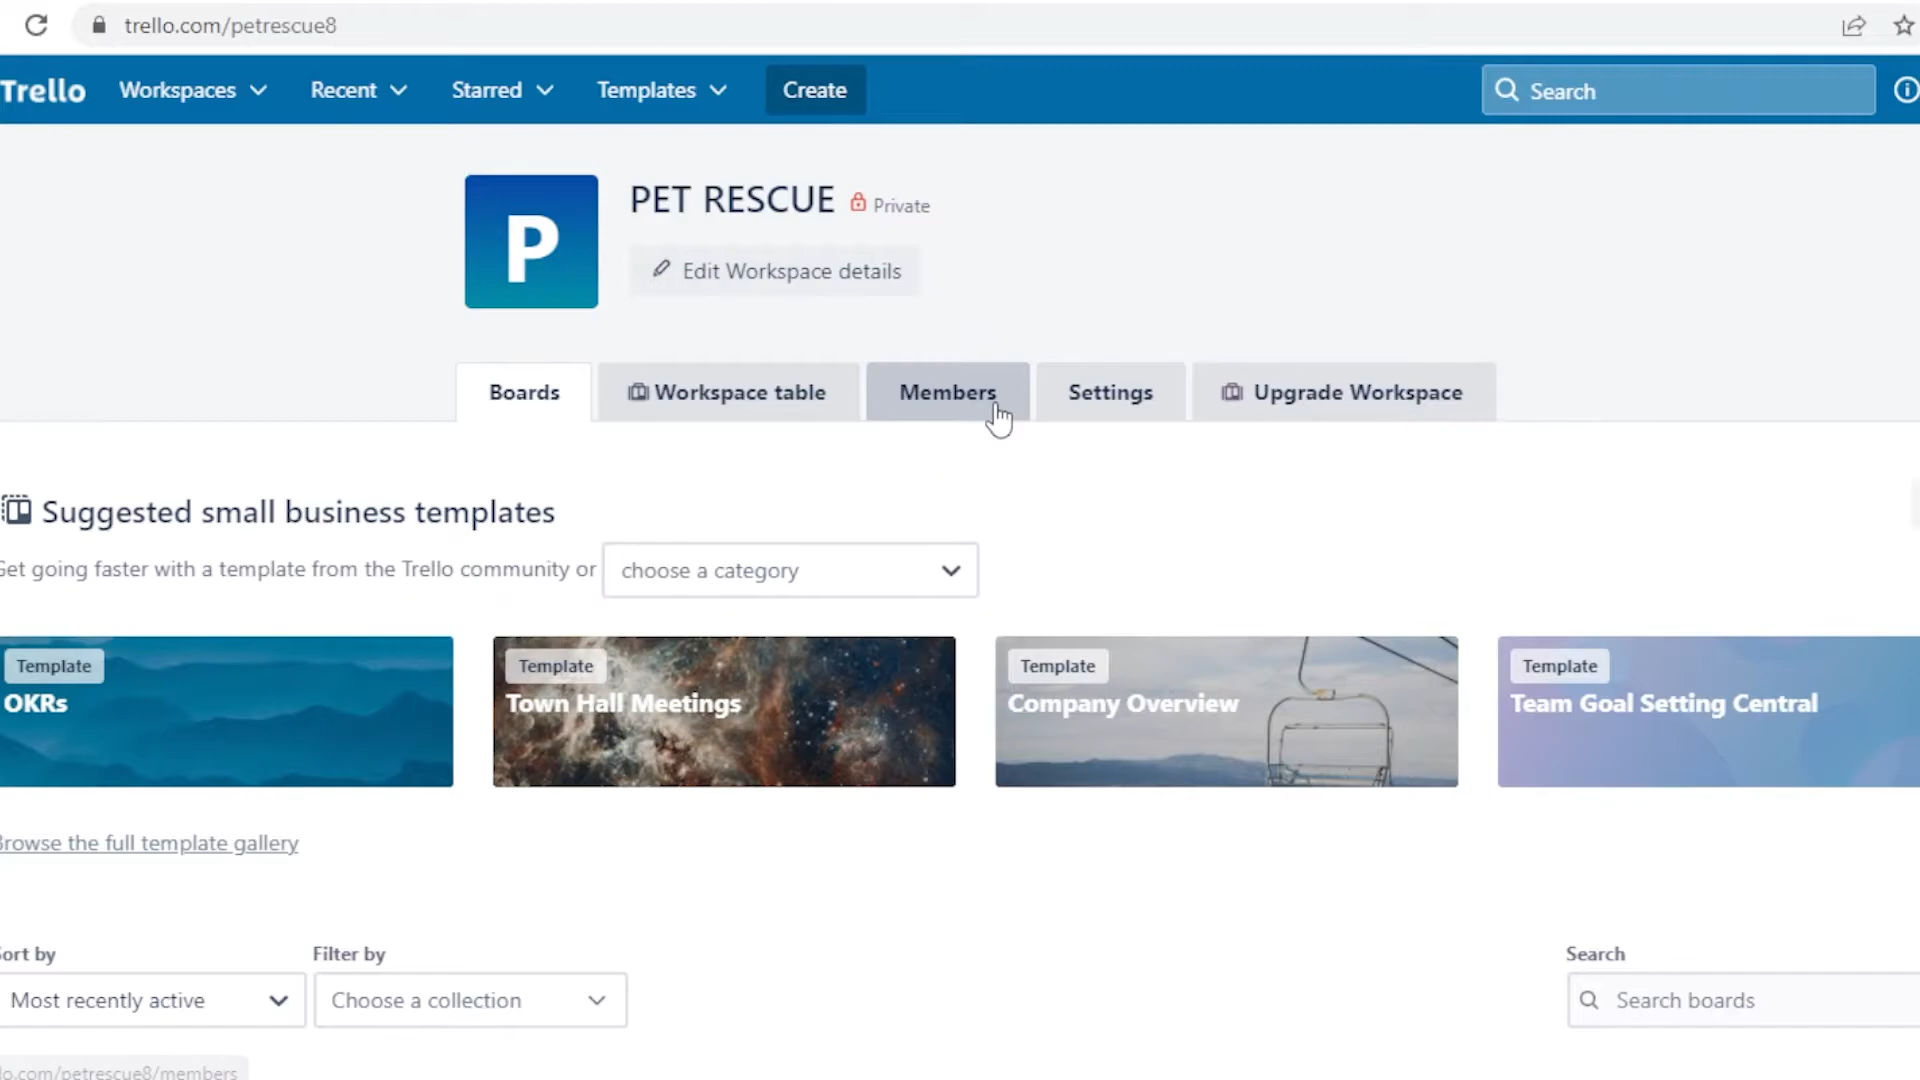 trello.com/petrescue8
Trello Workspaces Recent Starred Templates Create Search
P
PET RESCUE Private
Edit Workspace details
Boards Workspace table Members Settings Upgrade Workspace
Suggested small business templates
Get going faster with a template from the Trello community or choose a category
Template Template Template Template
OKRs Town Hall Meetings Company Overview Team Goal Setting Central
Browse the full template gallery
Sort by Filter by Search
Most recently active Choose a collection Search boards
lo.com/petrescue8/members